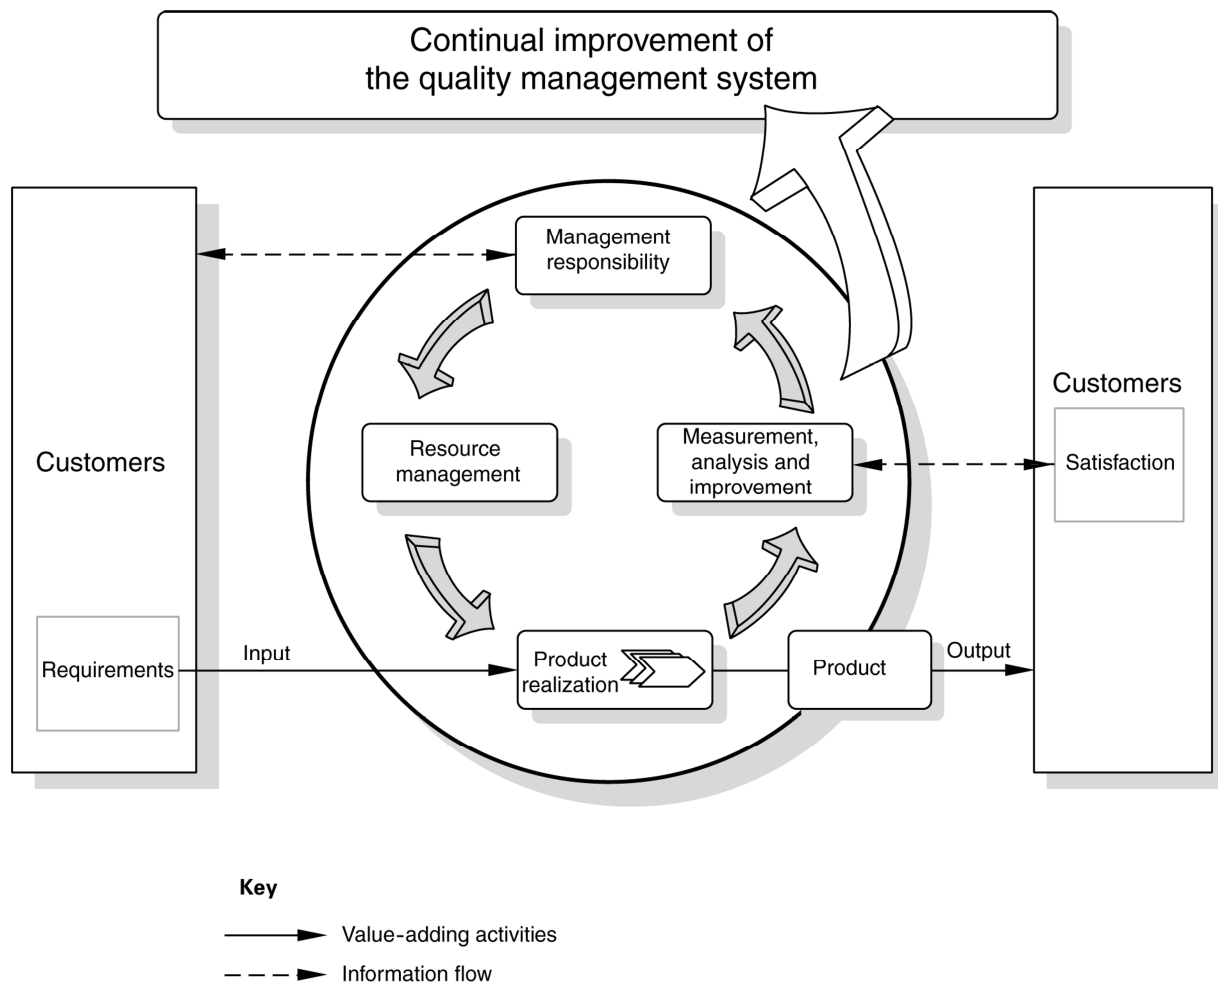 Continual improvement of
the quality management system
Management
responsibility
Customers
Resource
management
Measurement,
analysis and
improvement
Customers
Satisfaction
Requirements
Input
Product
realization
Product
Output
Key
Value-adding activities
Information flow